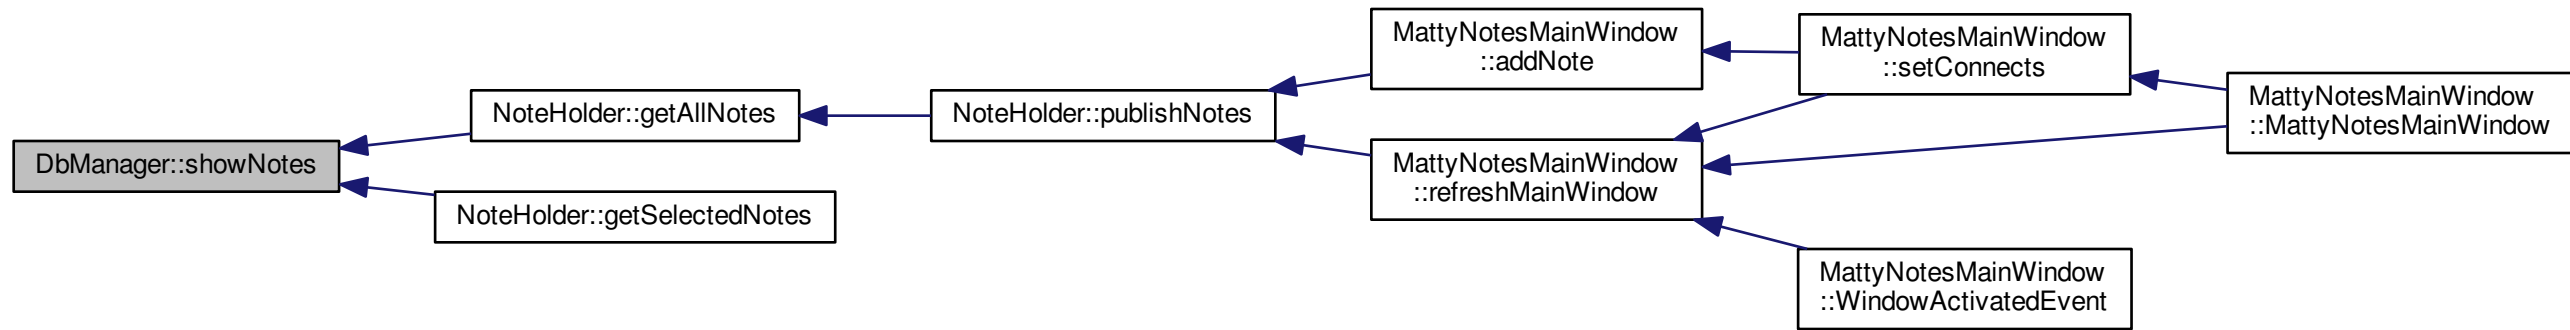 DbManager::showNotes
NoteHolder::getAllNotes
NoteHolder::getSelectedNotes
NoteHolder::publishNotes
MattyNotesMainWindow
::addNote
MattyNotesMainWindow
::refreshMainWindow
MattyNotesMainWindow
::setConnects
MattyNotesMainWindow
::WindowActivatedEvent
MattyNotesMainWindow
::MattyNotesMainWindow